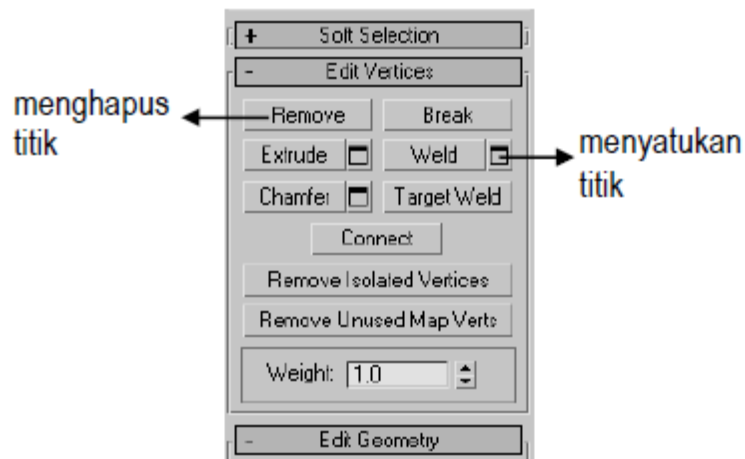 + Soft Selection
- Edit Vertices
menghapus
titik
Remove Break
Extrude Weld
menyatukan
titik
Chamfer Target Weld
Connect
Remove Isolated Vertices
Remove Unused Map Verts
Weight: 1.0
- Edit Geometry